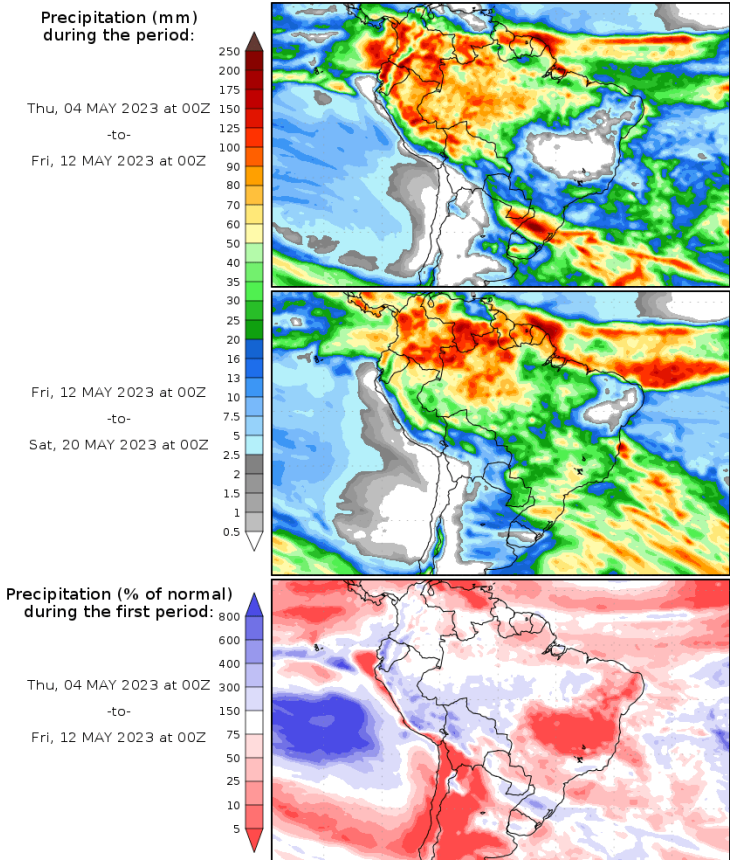 Precipitation (mm)
during the period:
Thu, 04 MAY 2023 at 00Z
-to-
Fri, 12 MAY 2023 at 00Z
250
200
175
150
125
100
90
80
70
60
50
40
35
30
25
20
16
13
10
7.5
5
2.5
2
1.5
1
0.5
Fri, 12 MAY 2023 at 00Z
-to-
Sat, 20 MAY 2023 at 00Z
Precipitation (% of normal)
during the first period:
Thu, 04 MAY 2023 at 00Z
-to-
Fri, 12 MAY 2023 at 00Z
800
600
400
300
150
75
50
25
10
5